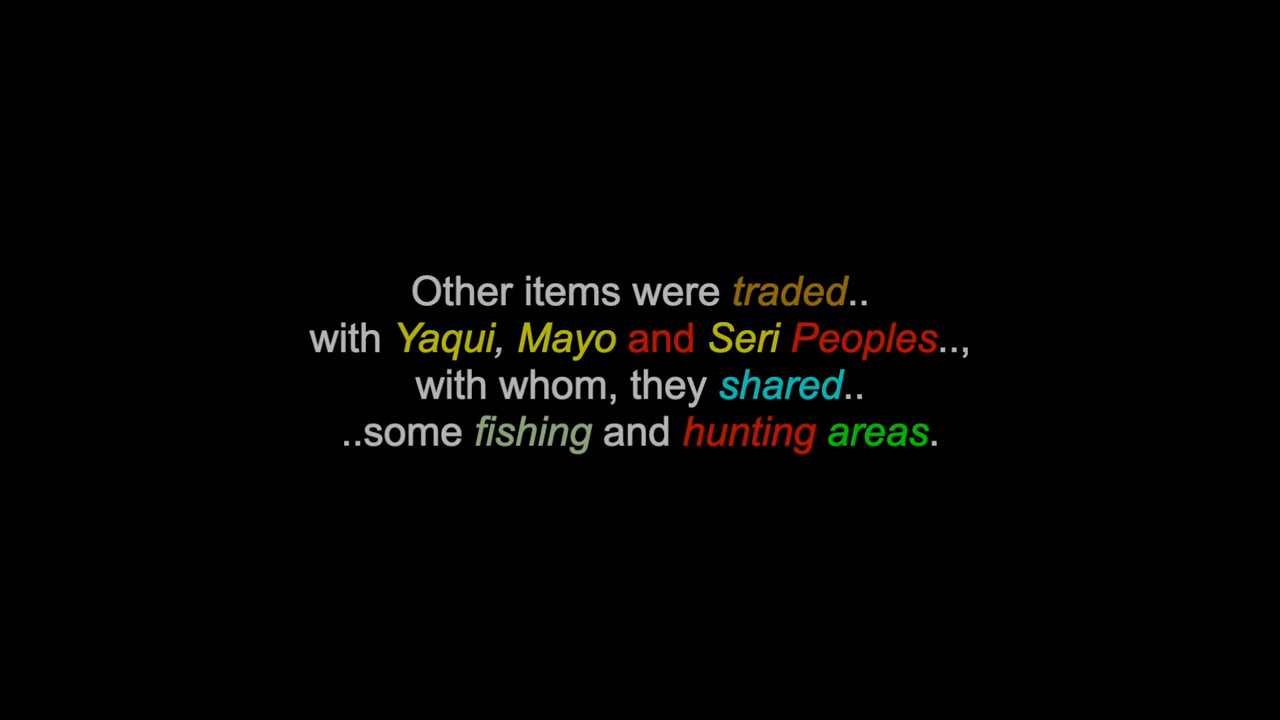 Other items were traded..
with Yaqui, Mayo and Seri Peoples..,
with whom, they shared..
..some fishing and hunting areas.